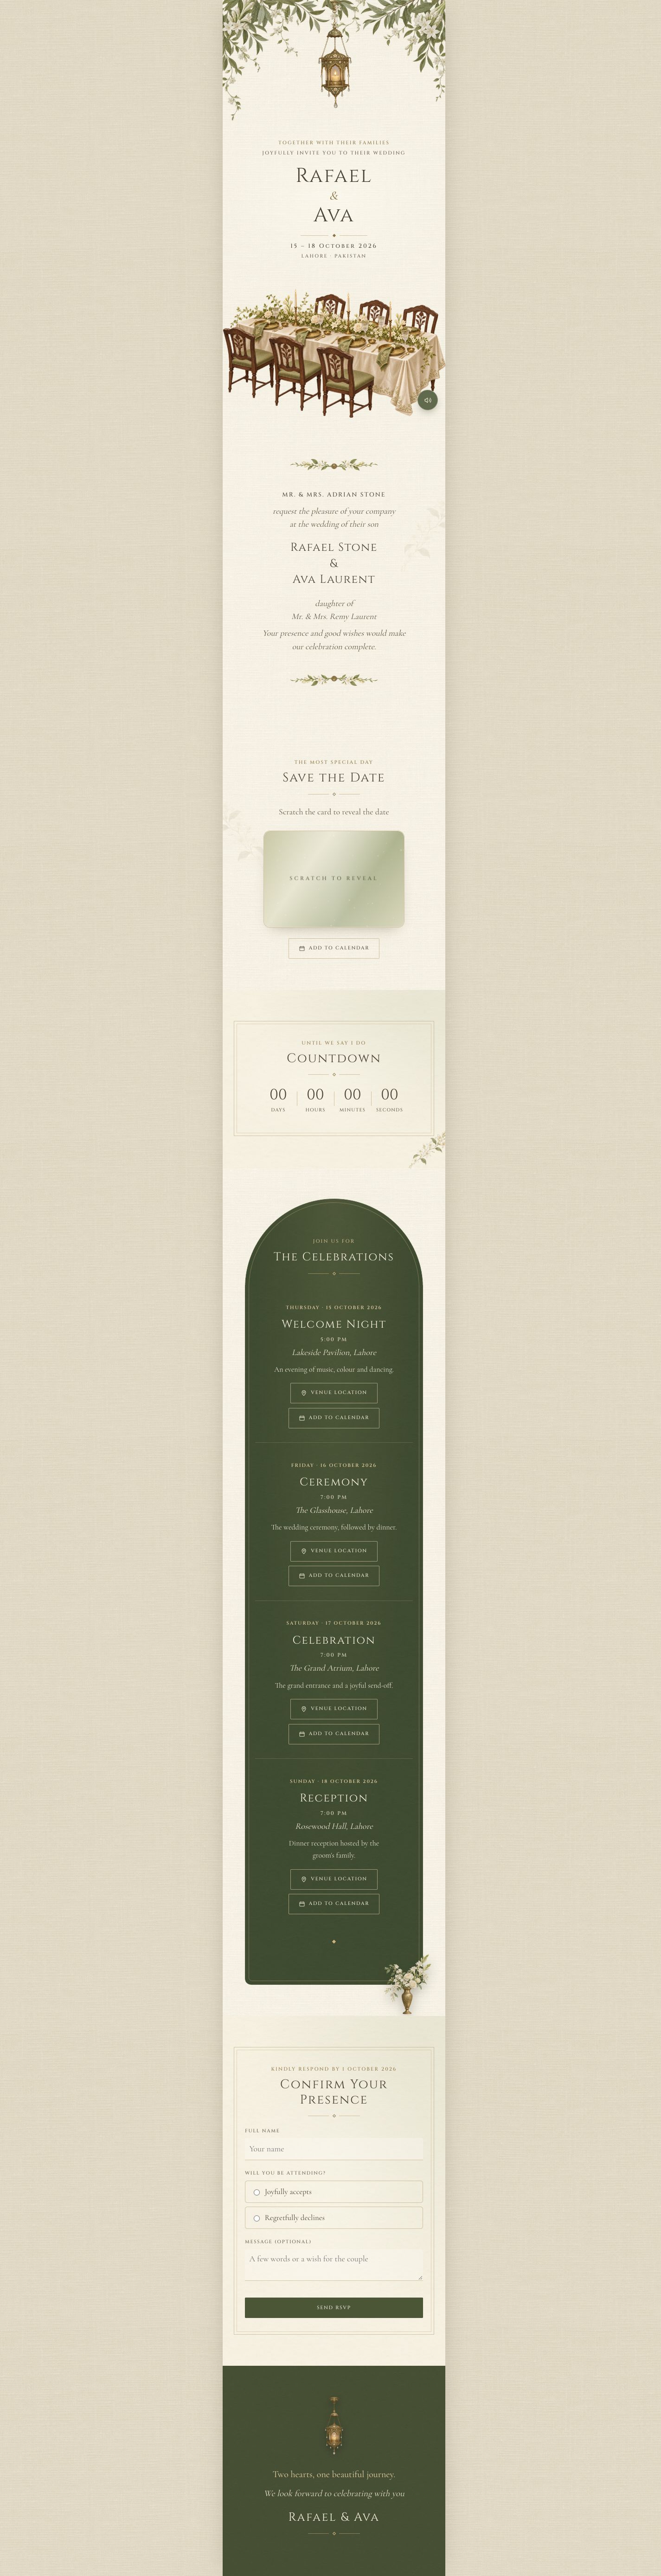 TOGETHER WITH THEIR FAMILIES
JOYFULLY INVITE YOU TO THEIR WEDDING
RAFAEL
&
AVA
15 – 18 OCTOBER 2026
LAHORE · PAKISTAN
MR. & MRS. ADRIAN STONE
request the pleasure of your company
at the wedding of their son
RAFAEL STONE
&
AVA LAURENT
daughter of
Mr. & Mrs. Remy Laurent
Your presence and good wishes would make
our celebration complete.
THE MOST SPECIAL DAY
SAVE THE DATE
Scratch the card to reveal the date
SCRATCH TO REVEAL
ADD TO CALENDAR
UNTIL WE SAY I DO
COUNTDOWN
00 00 00 00
DAYS HOURS MINUTES SECONDS
JOIN US FOR
THE CELEBRATIONS
THURSDAY · 15 OCTOBER 2026
WELCOME NIGHT
5:00 PM
Lakeside Pavilion, Lahore
An evening of music, colour and dancing.
VENUE LOCATION
ADD TO CALENDAR
FRIDAY · 16 OCTOBER 2026
CEREMONY
7:00 PM
The Glasshouse, Lahore
The wedding ceremony, followed by dinner.
VENUE LOCATION
ADD TO CALENDAR
SATURDAY · 17 OCTOBER 2026
CELEBRATION
7:00 PM
The Grand Atrium, Lahore
The grand entrance and a joyful send-off.
VENUE LOCATION
ADD TO CALENDAR
SUNDAY · 18 OCTOBER 2026
RECEPTION
7:00 PM
Rosewood Hall, Lahore
Dinner reception hosted by the
groom's family.
VENUE LOCATION
ADD TO CALENDAR
KINDLY RESPOND BY 1 OCTOBER 2026
CONFIRM YOUR
PRESENCE
FULL NAME
Your name
WILL YOU BE ATTENDING?
Joyfully accepts
Regretfully declines
MESSAGE (OPTIONAL)
A few words or a wish for the couple
SEND RSVP
Two hearts, one beautiful journey.
We look forward to celebrating with you
RAFAEL & AVA